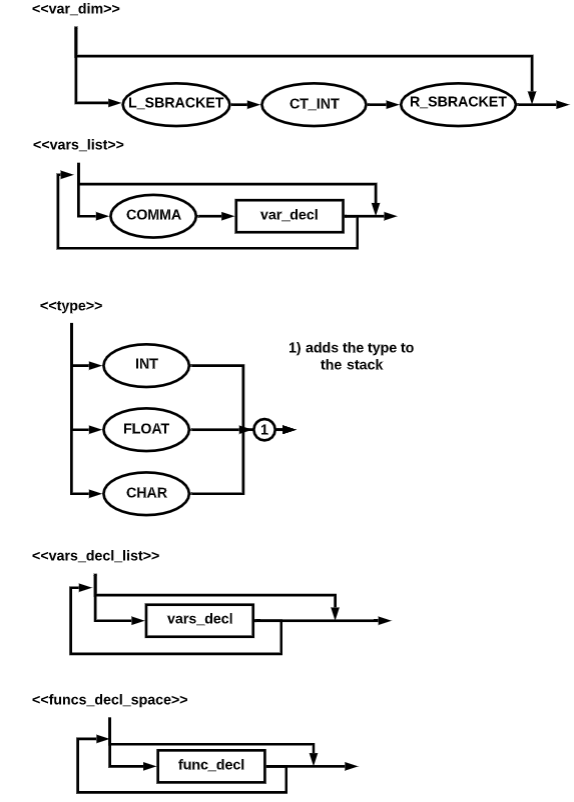 <<var_dim>>
L_SBRACKET CT_INT R_SBRACKET
<<vars_list>>
COMMA var_decl
<<type>>
1) adds the type to
the stack
INT
FLOAT
1
CHAR
<<vars_decl_list>>
vars_decl
<<funcs_decl_space>>
func_decl